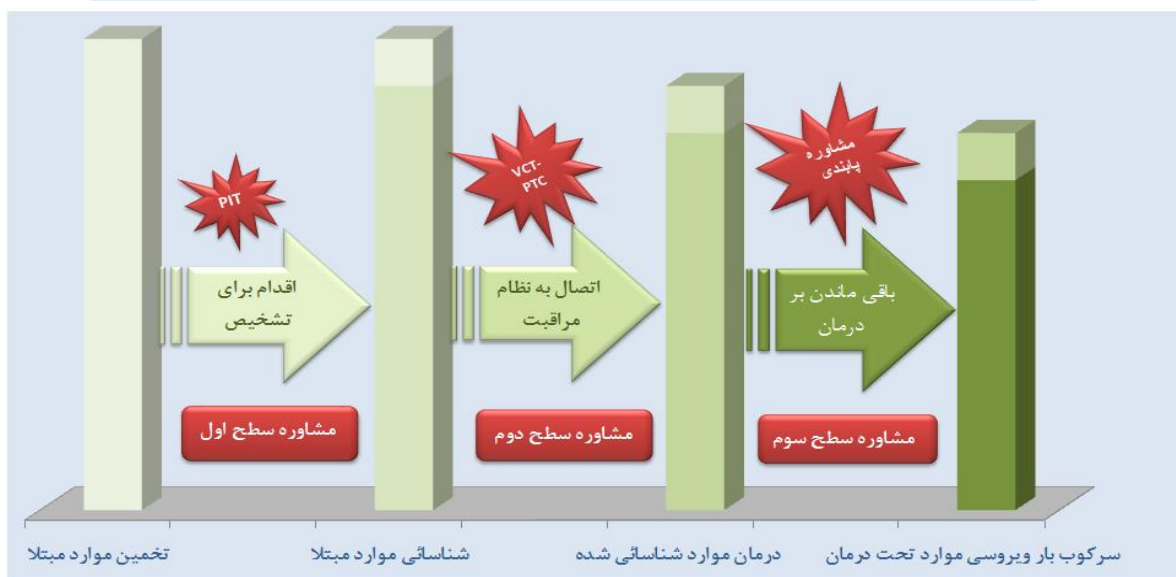 PIT
VCT-
PTC
مشاوره
پابندی
اقدام برای
تشخیص
اتصال به نظام
مراقبت
باقی ماندن بر
درمان
مشاوره سطح اول
مشاوره سطح دوم
مشاوره سطح سوم
تخمین موارد مبتلا
شناسائی موارد مبتلا
درمان موارد شناسائی شده
سرکوب بار ویروسی موارد تحت درمان